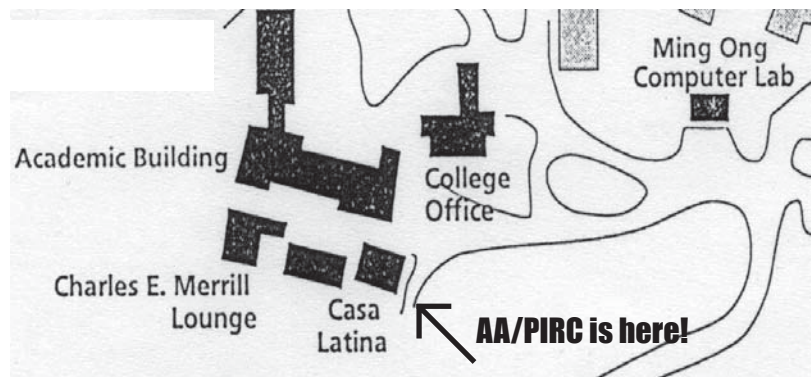 Ming Ong
Computer Lab
Academic Building
College
Office
Charles E. Merrill
Lounge
Casa
Latina
AA/PIRC is here!